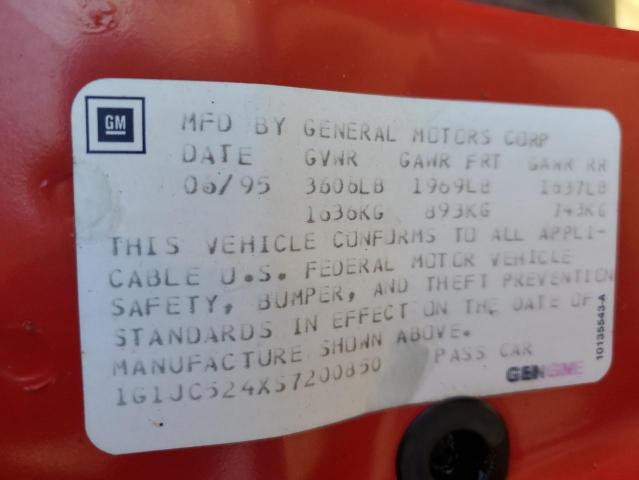 GM
MFD BY GENERAL MOTORS CORP
DATE GVWR GAWR FRT GAWR RR
06/95 3606LB 1969LB 1637LB
1636KG 893KG 743KG
THIS VEHICLE CONFORMS TO ALL APPLI-
CABLE U.S. FEDERAL MOTOR VEHICLE
SAFETY, BUMPER, AND THEFT PREVENTION
STANDARDS IN EFFECT ON THE DATE OF
MANUFACTURE SHOWN ABOVE.
1G1JC524XS7200850 PASS CAR
GENGME
10135543-A